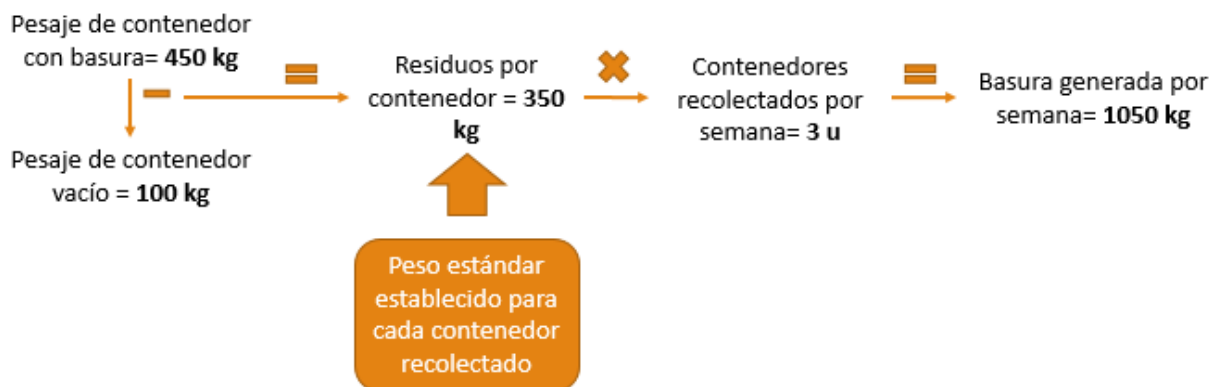 Pesaje de contenedor
con basura= 450 kg
Pesaje de contenedor
vacío = 100 kg
Residuos por
contenedor = 350
kg
Contenedores
recolectados por
semana= 3 u
Basura generada por
semana= 1050 kg
Peso estándar
establecido para
cada contenedor
recolectado